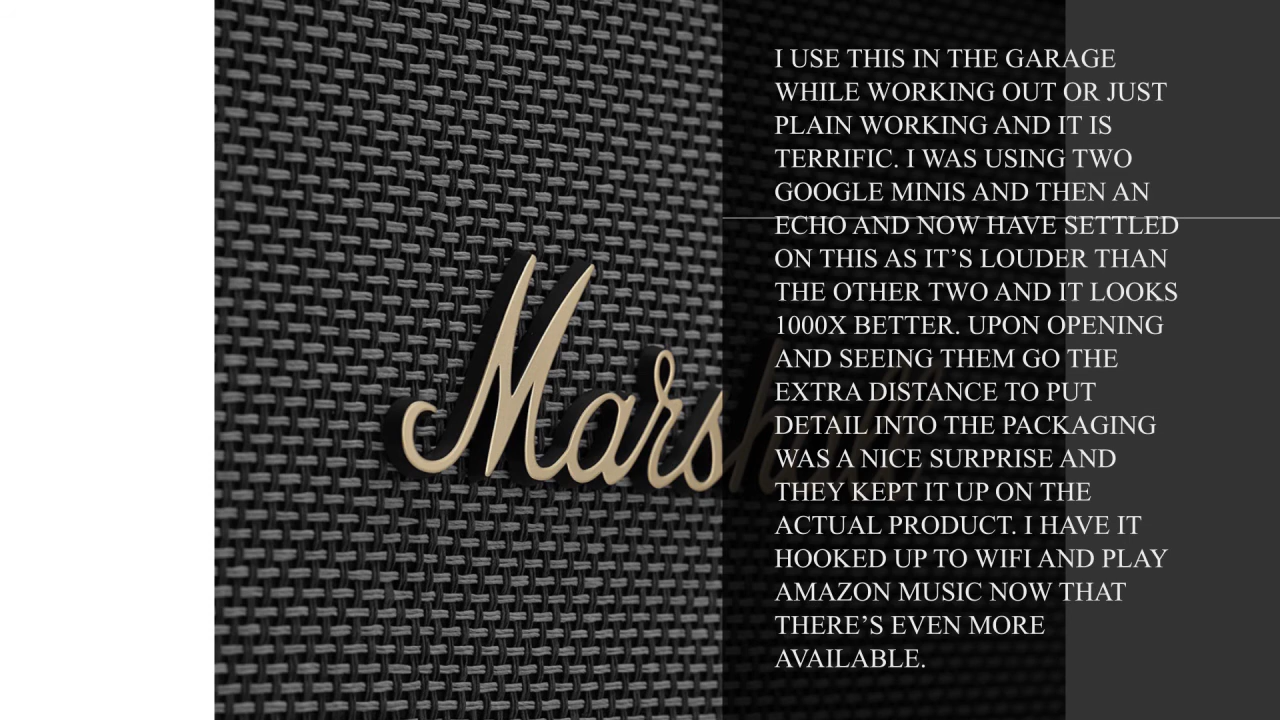 Marshall
I USE THIS IN THE GARAGE
WHILE WORKING OUT OR JUST
PLAIN WORKING AND IT IS
TERRIFIC. I WAS USING TWO
GOOGLE MINIS AND THEN AN
ECHO AND NOW HAVE SETTLED
ON THIS AS IT’S LOUDER THAN
THE OTHER TWO AND IT LOOKS
1000X BETTER. UPON OPENING
AND SEEING THEM GO THE
EXTRA DISTANCE TO PUT
DETAIL INTO THE PACKAGING
WAS A NICE SURPRISE AND
THEY KEPT IT UP ON THE
ACTUAL PRODUCT. I HAVE IT
HOOKED UP TO WIFI AND PLAY
AMAZON MUSIC NOW THAT
THERE’S EVEN MORE
AVAILABLE.